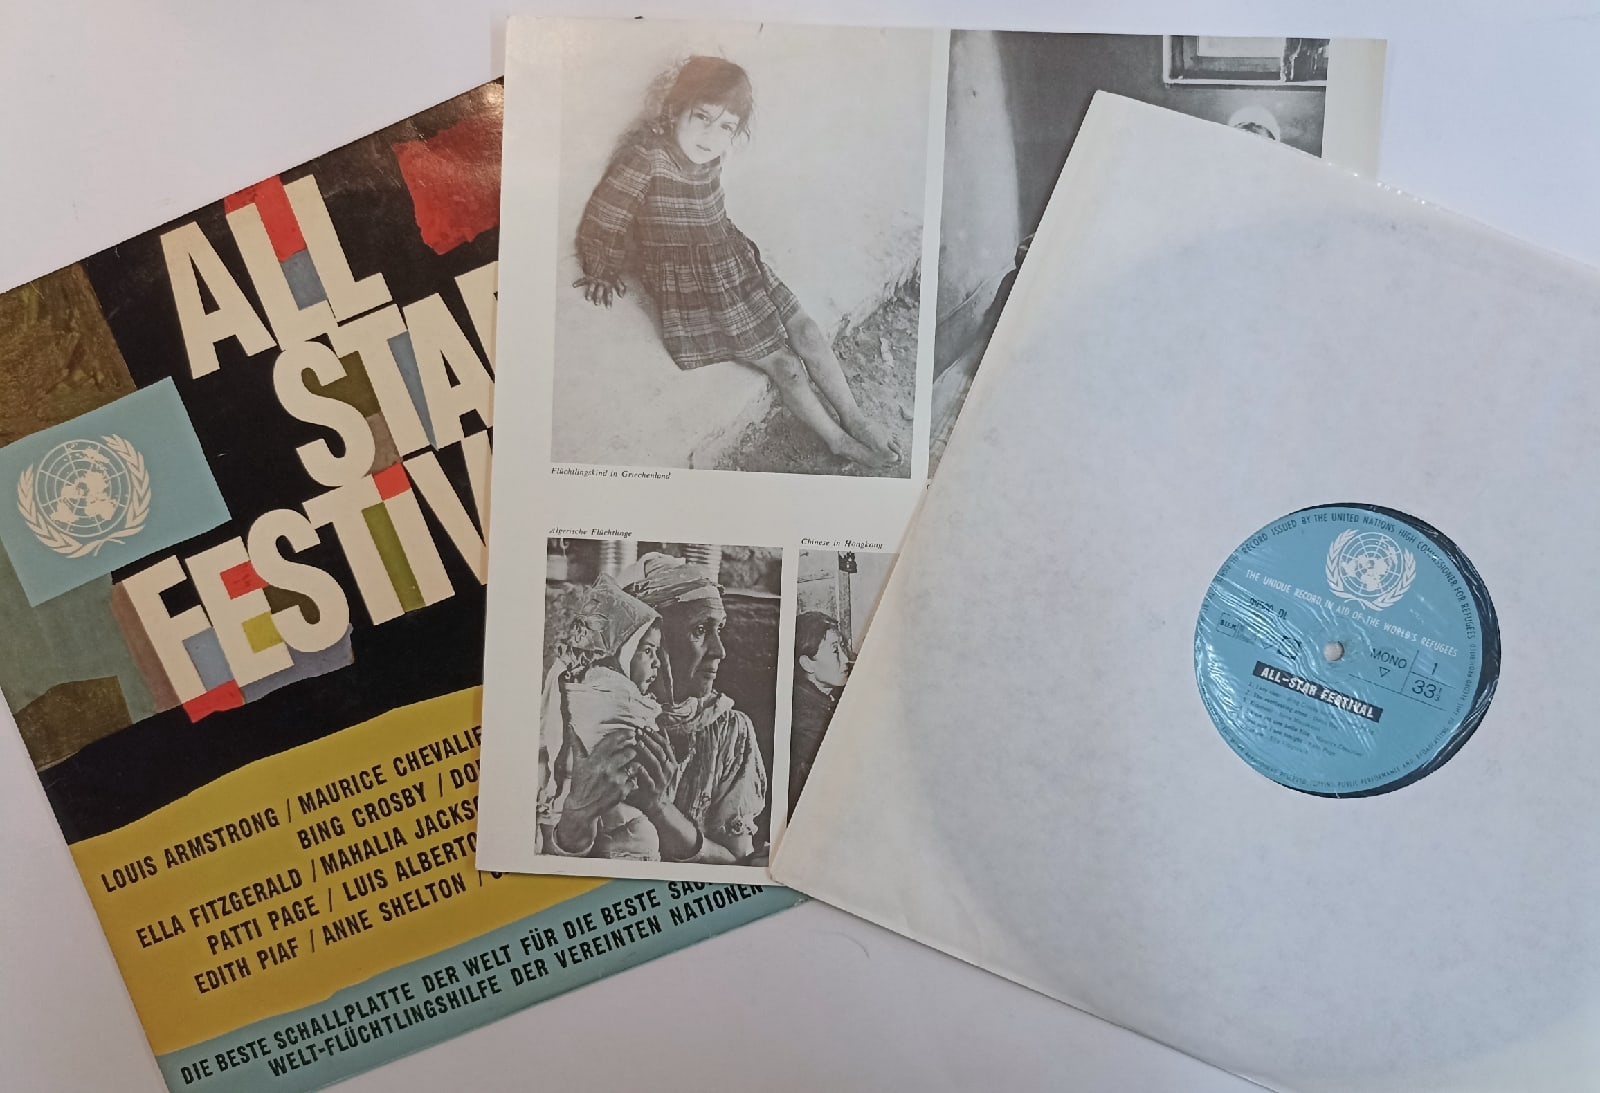 ALL
STAR
FESTIV
LOUIS ARMSTRONG / MAURICE CHEVALIE
BING CROSBY / DO
ELLA FITZGERALD / MAHALIA JACKSO
PATTI PAGE / LUIS ALBERTO
EDITH PIAF / ANNE SHELTON /
DIE BESTE SCHALLPLATTE DER WELT FÜR DIE BESTE SAC
WELT-FLÜCHTLINGSHILFE DER VEREINTEN NATIONEN
Flüchtlingskind in Griechenland
Algerische Flüchtlinge
Chinese in Hongkong
RECORD ISSUED BY THE UNITED NATIONS HIGH COMMISSIONER FOR REFUGEES
THE UNIQUE RECORD IN AID OF THE WORLD'S REFUGEES
MONO
1
33⅓
ALL-STAR FESTIVAL